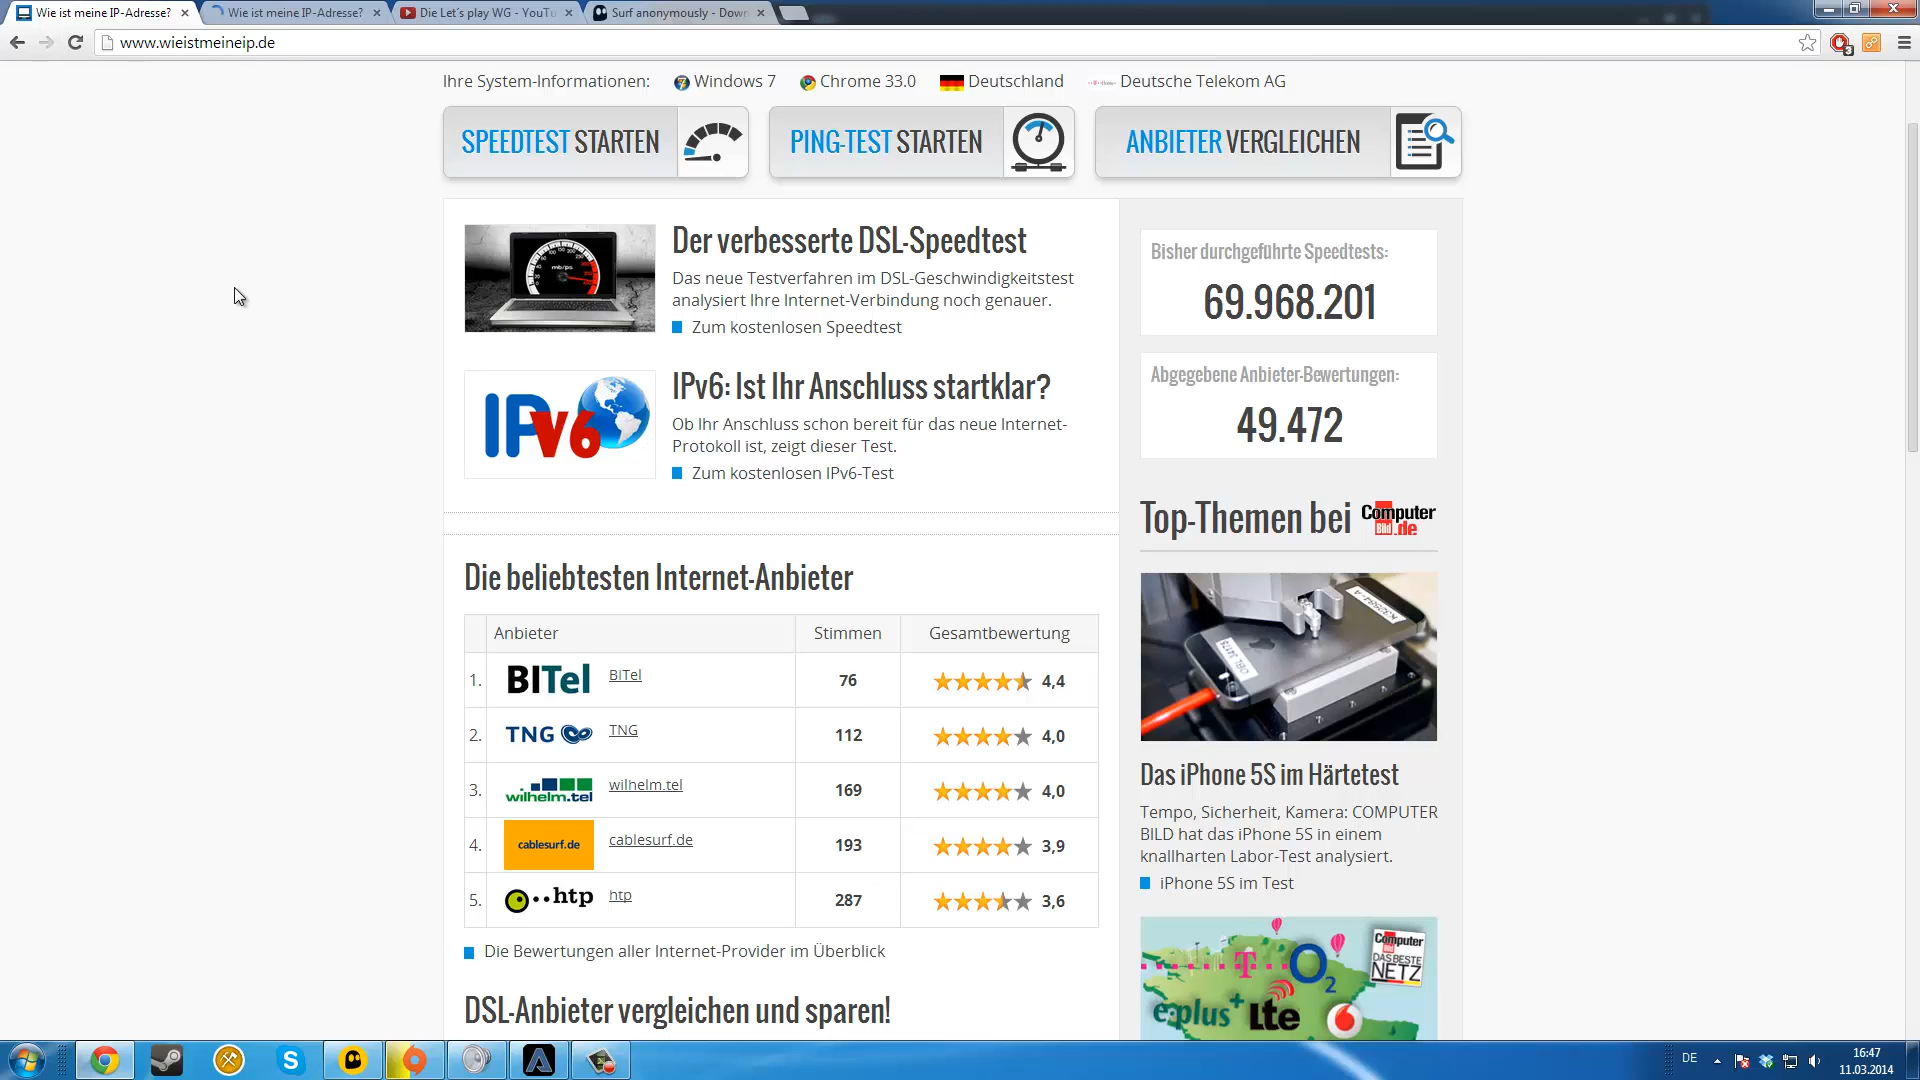 Wie ist meine IP-Adresse?
Wie ist meine IP-Adresse?
Die Let´s play WG - YouTu
Surf anonymously - Down
www.wieistmeineip.de
3
Ihre System-Informationen: Windows 7 Chrome 33.0 Deutschland Deutsche Telekom AG
SPEEDTEST STARTEN
PING-TEST STARTEN
ANBIETER VERGLEICHEN
Der verbesserte DSL-Speedtest
Das neue Testverfahren im DSL-Geschwindigkeitstest
analysiert Ihre Internet-Verbindung noch genauer.
Zum kostenlosen Speedtest
mb/ps
IPv6
IPv6: Ist Ihr Anschluss startklar?
Ob Ihr Anschluss schon bereit für das neue Internet-
Protokoll ist, zeigt dieser Test.
Zum kostenlosen IPv6-Test
Die beliebtesten Internet-Anbieter
Anbieter Stimmen Gesamtbewertung
1. BITel BITel 76 4,4
2. TNG TNG 112 4,0
3. wilhelm.tel wilhelm.tel 169 4,0
4. cablesurf.de cablesurf.de 193 3,9
5. htp htp 287 3,6
Die Bewertungen aller Internet-Provider im Überblick
DSL-Anbieter vergleichen und sparen!
Bisher durchgeführte Speedtests:
69.968.201
Abgegebene Anbieter-Bewertungen:
49.472
Top-Themen bei Computer Bild.de
Das iPhone 5S im Härtetest
Tempo, Sicherheit, Kamera: COMPUTER
BILD hat das iPhone 5S in einem
knallharten Labor-Test analysiert.
iPhone 5S im Test
Computer
Bild
DAS BESTE
NETZ
T
O2
e-plus+
Lte
DE
16:47
11.03.2014